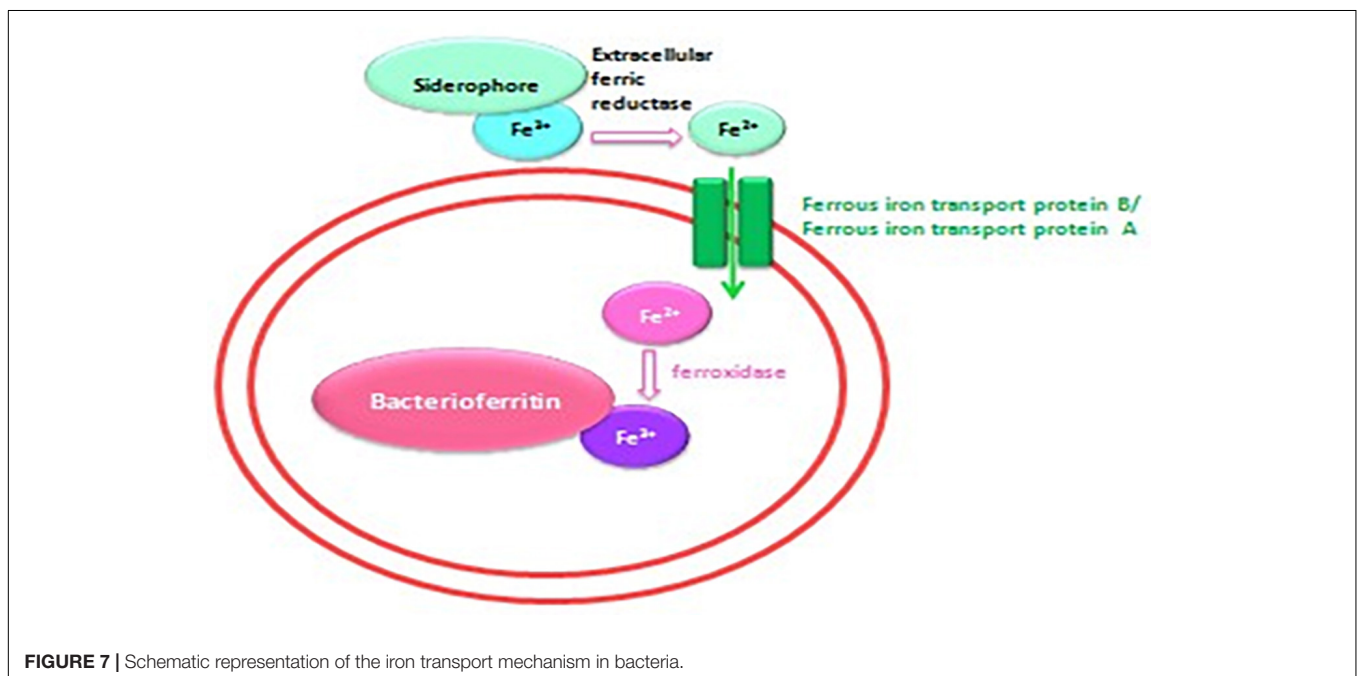 Extracellular
ferric
reductase
Siderophore
Fe³⁺
Fe²⁺
Ferrous iron transport protein B/
Ferrous iron transport protein A
Fe²⁺
ferroxidase
Bacterioferritin
Fe³⁺
FIGURE 7 | Schematic representation of the iron transport mechanism in bacteria.